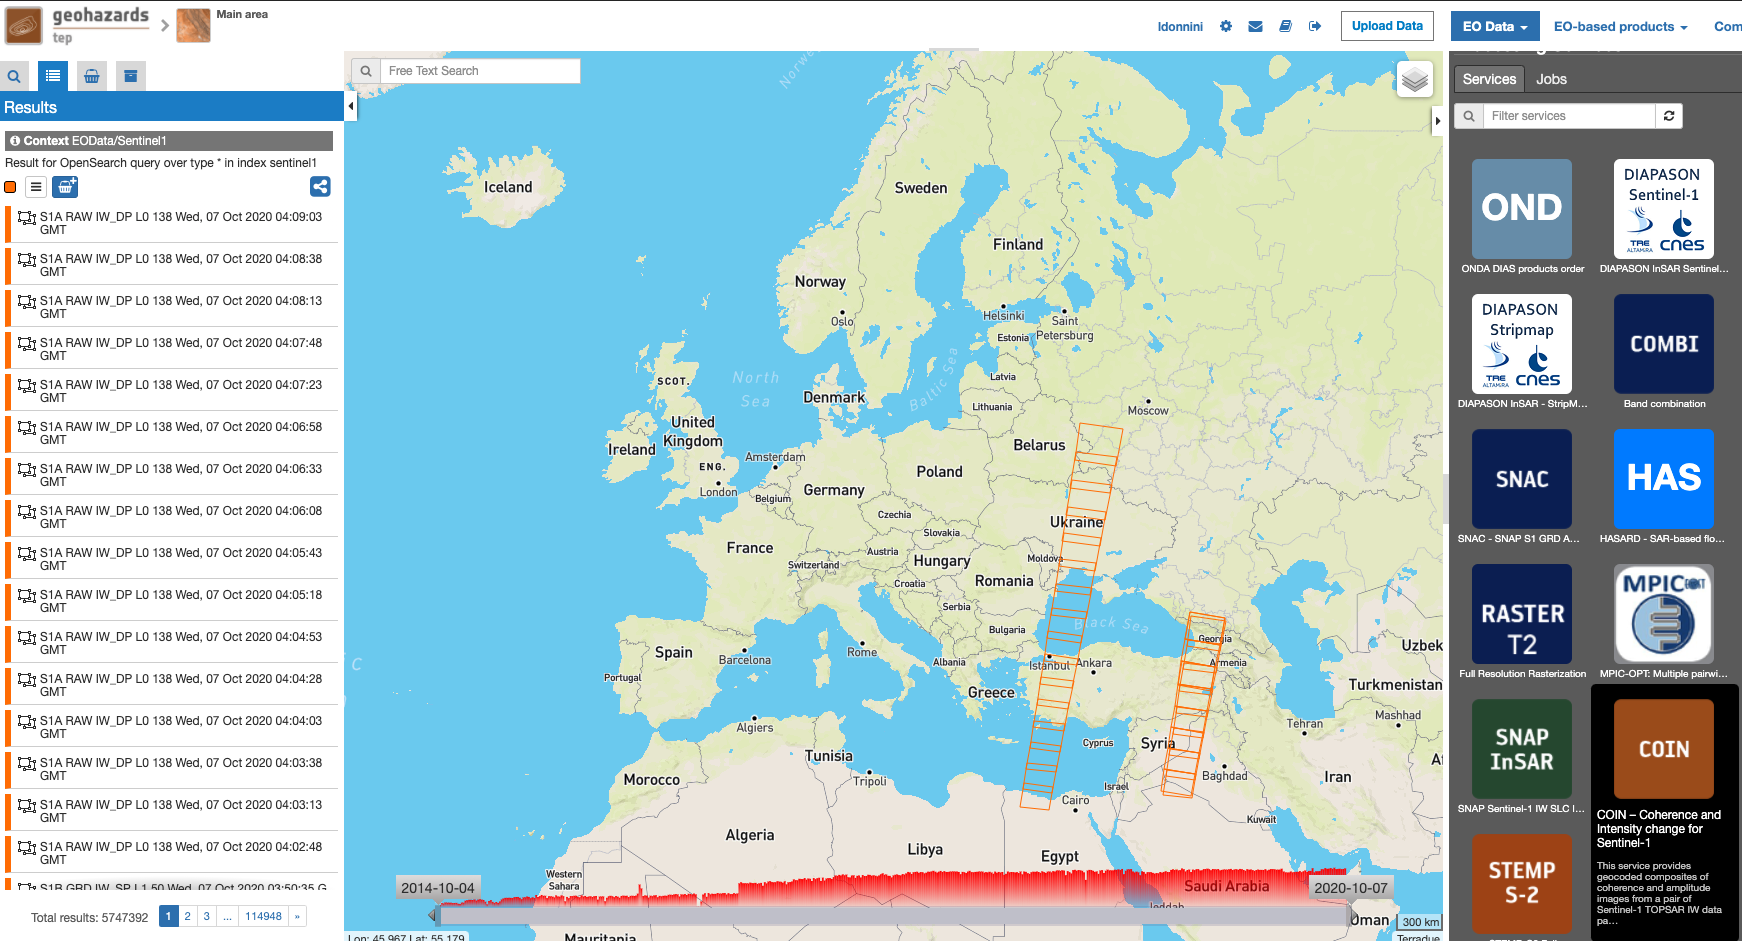 geohazards
tep
Main area
ldonnini
Upload Data
EO Data
EO-based products
Com
Results
Context EOData/Sentinel1
Result for OpenSearch query over type * in index sentinel1
S1A RAW IW_DP L0 138 Wed, 07 Oct 2020 04:09:03
GMT
S1A RAW IW_DP L0 138 Wed, 07 Oct 2020 04:08:38
GMT
S1A RAW IW_DP L0 138 Wed, 07 Oct 2020 04:08:13
GMT
S1A RAW IW_DP L0 138 Wed, 07 Oct 2020 04:07:48
GMT
S1A RAW IW_DP L0 138 Wed, 07 Oct 2020 04:07:23
GMT
S1A RAW IW_DP L0 138 Wed, 07 Oct 2020 04:06:58
GMT
S1A RAW IW_DP L0 138 Wed, 07 Oct 2020 04:06:33
GMT
S1A RAW IW_DP L0 138 Wed, 07 Oct 2020 04:06:08
GMT
S1A RAW IW_DP L0 138 Wed, 07 Oct 2020 04:05:43
GMT
S1A RAW IW_DP L0 138 Wed, 07 Oct 2020 04:05:18
GMT
S1A RAW IW_DP L0 138 Wed, 07 Oct 2020 04:04:53
GMT
S1A RAW IW_DP L0 138 Wed, 07 Oct 2020 04:04:28
GMT
S1A RAW IW_DP L0 138 Wed, 07 Oct 2020 04:04:03
GMT
S1A RAW IW_DP L0 138 Wed, 07 Oct 2020 04:03:38
GMT
S1A RAW IW_DP L0 138 Wed, 07 Oct 2020 04:03:13
GMT
S1A RAW IW_DP L0 138 Wed, 07 Oct 2020 04:02:48
GMT
S1B GRD IW_SP L1 50 Wed, 07 Oct 2020 03:50:35 G
Total results: 5747392
1 2 3 ... 114948 »
Free Text Search
Norwe
Iceland
Sweden
Finland
Norway
Oslo
Helsinki
Saint
Petersburg
Estonia
Baltic Sea
Latvia
Lithuania
Moscow
SCOT.
North
Sea
Denmark
United
Kingdom
Ireland
ENG.
London
Amsterdam
Belgium
Germany
Poland
Belarus
Czechia
Slovakia
Ukraine
France
Switzerland
Austria
Hungary
Moldova
Croatia
Romania
Serbia
Bulgaria
Black Sea
Georgia
Armenia
Uzbek
Spain
Portugal
Barcelona
Rome
Albania
Istanbul
Ankara
Greece
Turkmenistan
C
Algiers
Tunisia
Tripoli
Morocco
Cyprus
Syria
Tehran
Mashhad
Israel
Baghdad
Iran
Af
Cairo
Kuwait
Algeria
Libya
Egypt
Western
Sahara
Saudi Arabia
Jeddah
Oman
Mauritania
2014-10-04
2020-10-07
300 km
Lon: 45.967 Lat: 55.179
Terradue
Services
Jobs
Filter services
OND
ONDA DIAS products order
DIAPASON
Sentinel-1
TRE
ALTAMIRA
cnes
DIAPASON InSAR Sentinel...
DIAPASON
Stripmap
TRE
ALTAMIRA
cnes
DIAPASON InSAR - StripM...
COMBI
Band combination
SNAC
SNAC - SNAP S1 GRD A...
HAS
HASARD - SAR-based flo...
RASTER
T2
Full Resolution Rasterization
MPIC
MPIC-OPT: Multiple pairwi...
SNAP
InSAR
SNAP Sentinel-1 IW SLC I...
COIN
COIN – Coherence and
Intensity change for
Sentinel-1
This service provides
geocoded composites of
coherence and amplitude
images from a pair of
Sentinel-1 TOPSAR IW data
pa...
STEMP
S-2